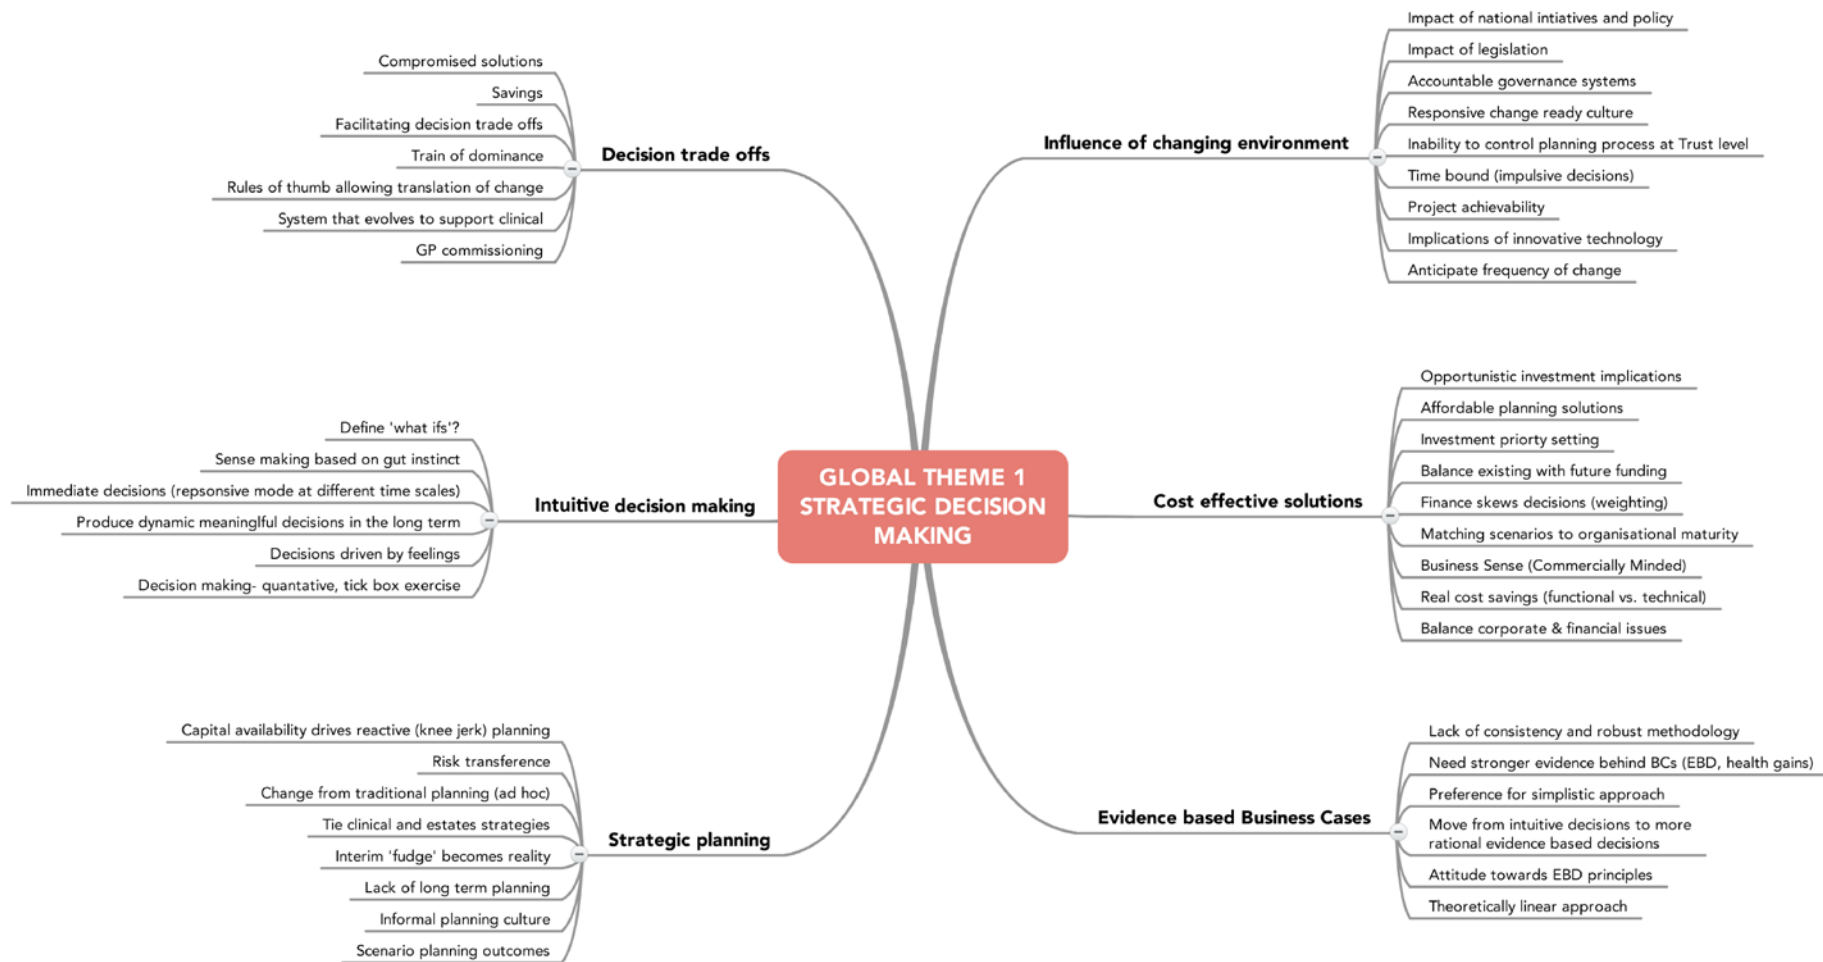 Compromised solutions
Savings
Facilitating decision trade offs
Train of dominance
Rules of thumb allowing translation of change
System that evolves to support clinical
GP commissioning
Decision trade offs
Define 'what ifs'?
Sense making based on gut instinct
Immediate decisions (repsonsive mode at different time scales)
Produce dynamic meaninglful decisions in the long term
Decisions driven by feelings
Decision making- quantative, tick box exercise
Intuitive decision making
Capital availability drives reactive (knee jerk) planning
Risk transference
Change from traditional planning (ad hoc)
Tie clinical and estates strategies
Interim 'fudge' becomes reality
Lack of long term planning
Informal planning culture
Scenario planning outcomes
Strategic planning
GLOBAL THEME 1
STRATEGIC DECISION
MAKING
Influence of changing environment
Impact of national intiatives and policy
Impact of legislation
Accountable governance systems
Responsive change ready culture
Inability to control planning process at Trust level
Time bound (impulsive decisions)
Project achievability
Implications of innovative technology
Anticipate frequency of change
Cost effective solutions
Opportunistic investment implications
Affordable planning solutions
Investment priorty setting
Balance existing with future funding
Finance skews decisions (weighting)
Matching scenarios to organisational maturity
Business Sense (Commercially Minded)
Real cost savings (functional vs. technical)
Balance corporate & financial issues
Evidence based Business Cases
Lack of consistency and robust methodology
Need stronger evidence behind BCs (EBD, health gains)
Preference for simplistic approach
Move from intuitive decisions to more
rational evidence based decisions
Attitude towards EBD principles
Theoretically linear approach